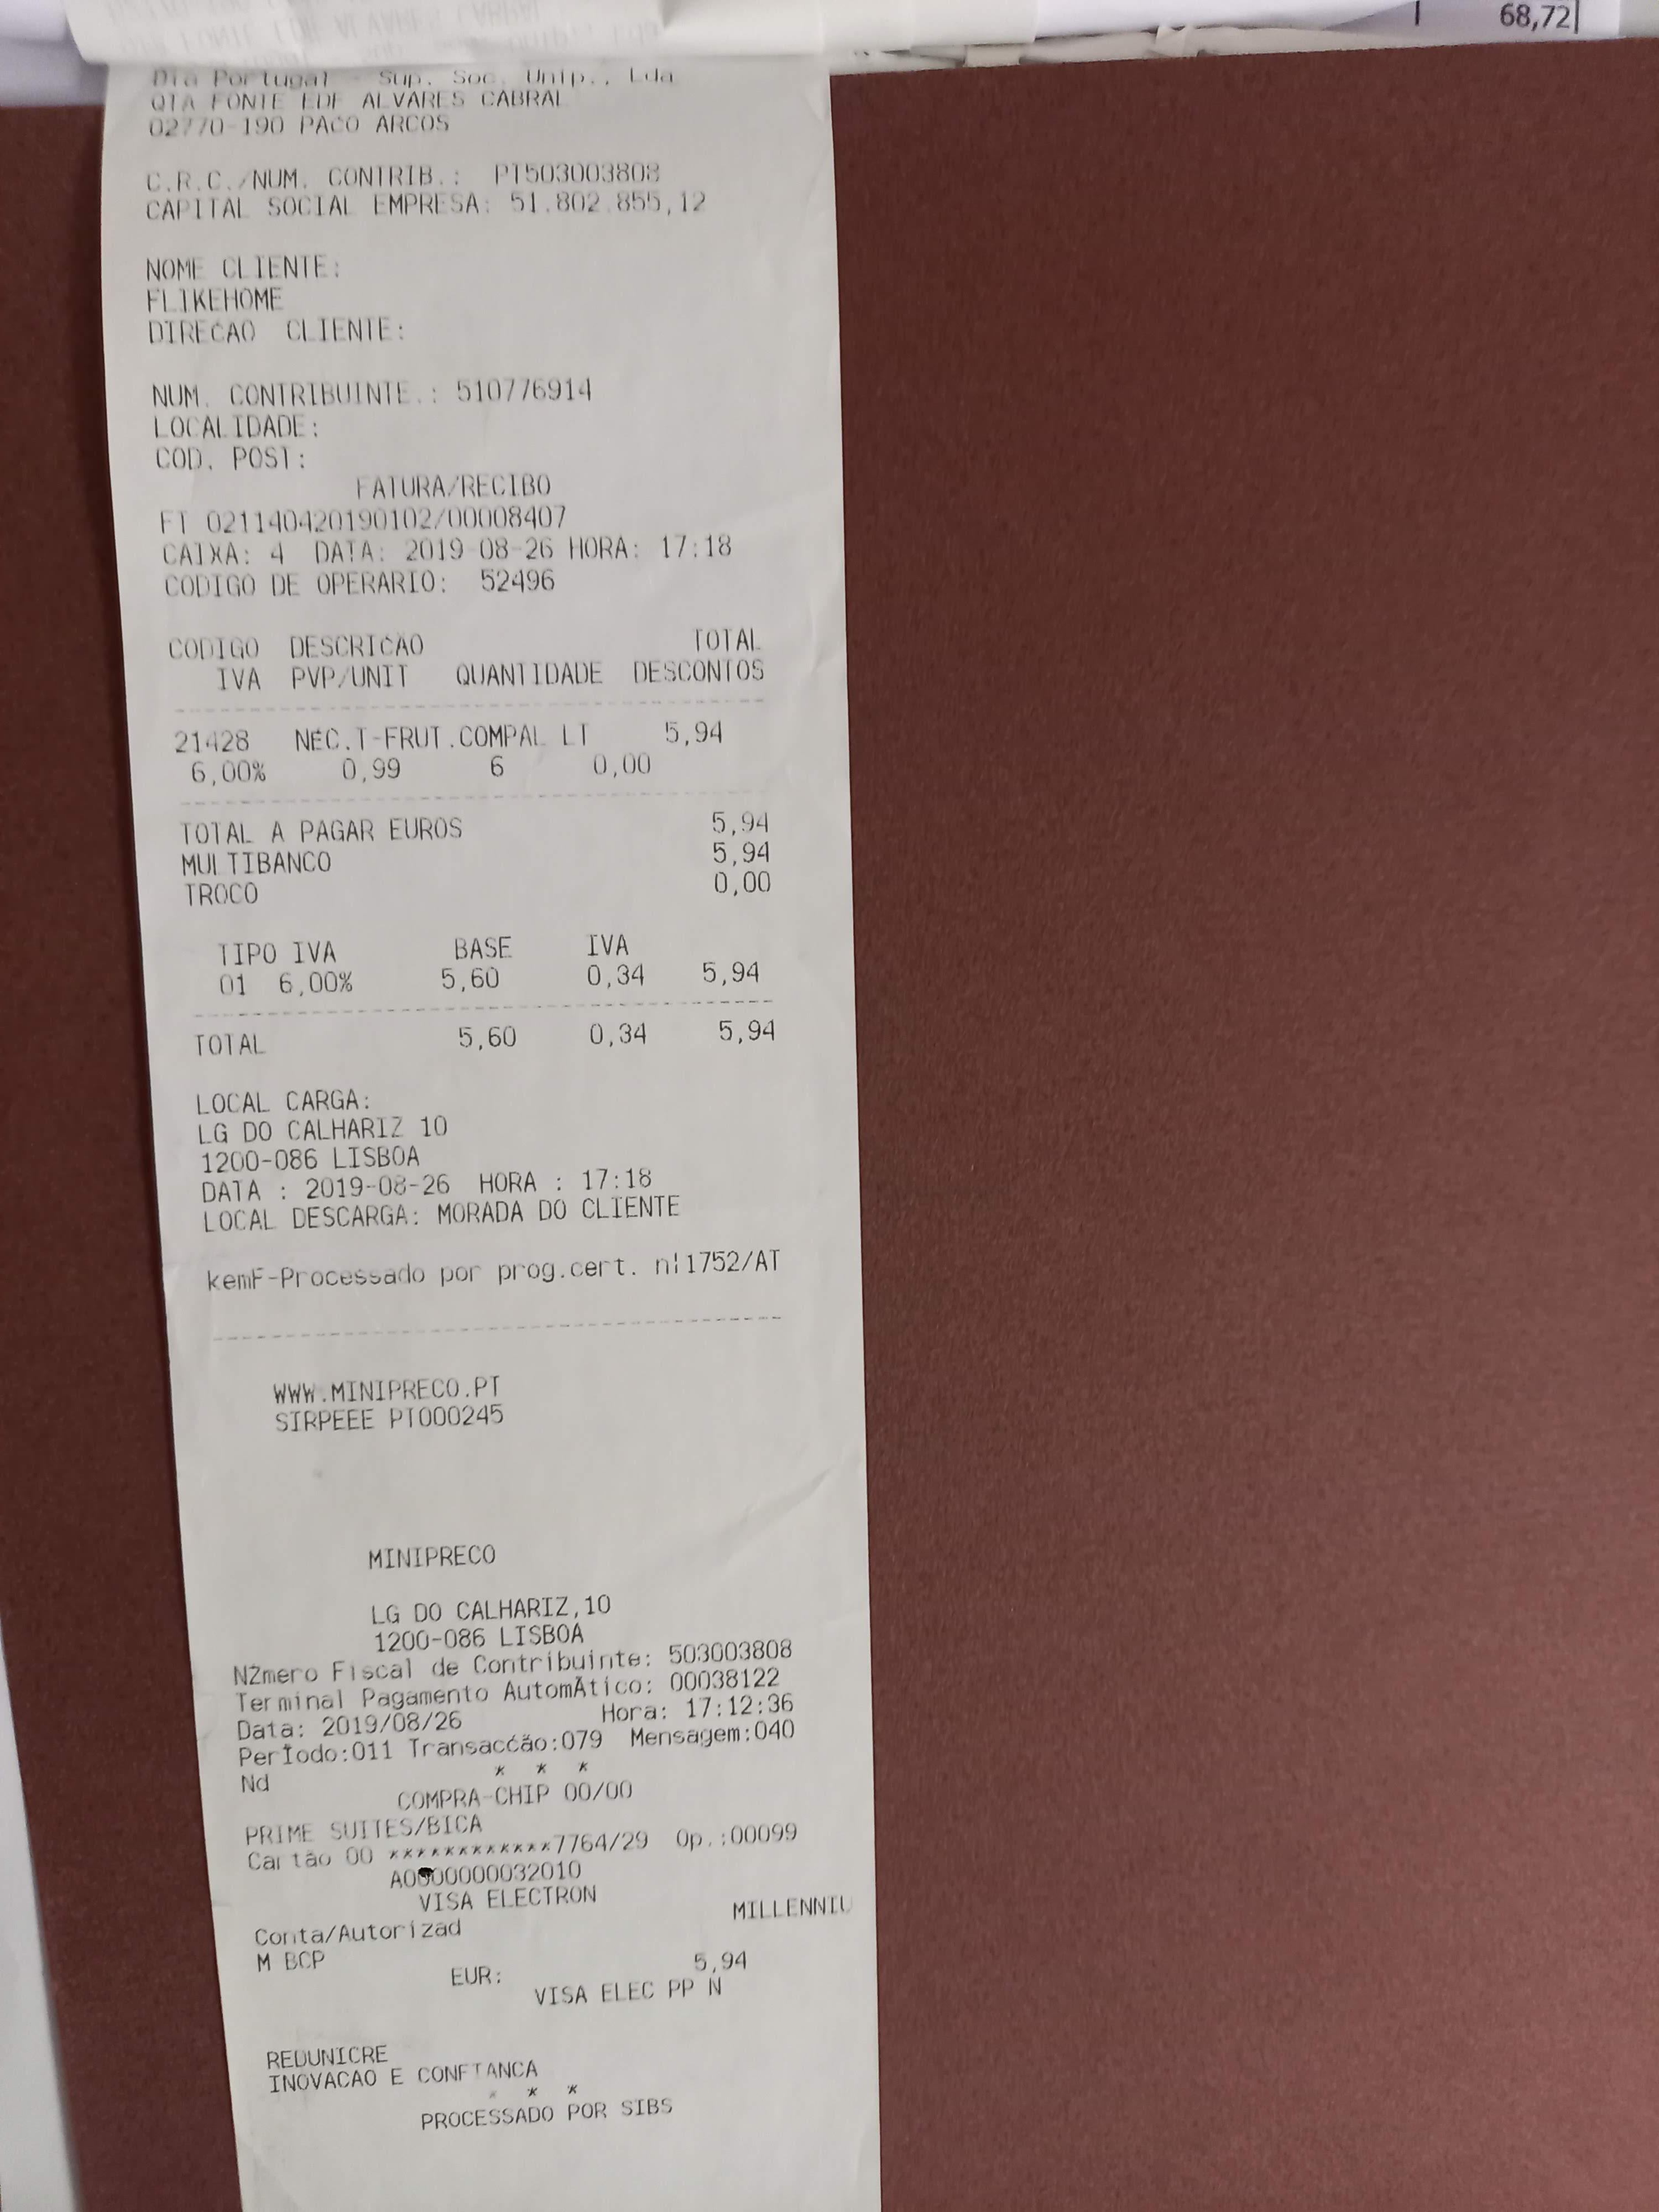 68,72
Dia Portugal - Sup. Soc. Unip., Lda
QTA FONTE EDF ALVARES CABRAL
02770-190 PACO ARCOS
C.R.C./NUM. CONTRIB.: PT503003808
CAPITAL SOCIAL EMPRESA: 51.802.855,12
NOME CLIENTE:
FLIKEHOME
DIRECAO CLIENTE:
NUM. CONTRIBUINTE.: 510776914
LOCALIDADE:
COD. POST:
FATURA/RECIBO
FT 021140420190102/00008407
CAIXA: 4 DATA: 2019-08-26 HORA: 17:18
CODIGO DE OPERARIO: 52496
CODIGO DESCRICAO TOTAL
IVA PVP/UNIT QUANTIDADE DESCONTOS
21428 NEC.T-FRUT.COMPAL LT 5,94
6,00% 0,99 6 0,00
TOTAL A PAGAR EUROS 5,94
MULTIBANCO 5,94
TROCO 0,00
TIPO IVA BASE IVA
01 6,00% 5,60 0,34 5,94
TOTAL 5,60 0,34 5,94
LOCAL CARGA:
LG DO CALHARIZ 10
1200-086 LISBOA
DATA : 2019-08-26 HORA : 17:18
LOCAL DESCARGA: MORADA DO CLIENTE
kemF-Processado por prog.cert. n¦1752/AT
WWW.MINIPRECO.PT
SIRPEEE PT000245
MINIPRECO
LG DO CALHARIZ,10
1200-086 LISBOA
NŽmero Fiscal de Contribuinte: 503003808
Terminal Pagamento AutomÁtico: 00038122
Data: 2019/08/26 Hora: 17:12:36
PerÍodo:011 Transacćão:079 Mensagem:040
Nd * * *
COMPRA-CHIP 00/00
PRIME SUITES/BICA
Cartão 00 ************7764/29 Op.:00099
A0000000032010
VISA ELECTRON
Conta/Autorizad MILLENNIU
M BCP
EUR: 5,94
VISA ELEC PP N
REDUNICRE
INOVACAO E CONFIANCA
* * *
PROCESSADO POR SIBS